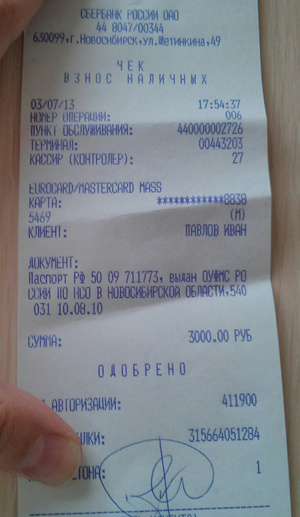 СБЕРБАНК РОССИИ ОАО
44 8047/00344
630099,г.Новосибирск,ул.Щетинкина,49
ЧЕК
ВЗНОС НАЛИЧНЫХ
03/07/13 17:54:37
НОМЕР ОПЕРАЦИИ: 006
ПУНКТ ОБСЛУЖИВАНИЯ: 440000002726
ТЕРМИНАЛ: 00443203
КАССИР (КОНТРОЛЕР): 27
EUROCARD/MASTERCARD MASS
КАРТА: ************8838
5469 (М)
КЛИЕНТ: ПАВЛОВ ИВАН
ДОКУМЕНТ:
Паспорт РФ 50 09 711773, выдан ОУФМС РО
ССИИ ПО НСО В НОВОСИБИРСКОЙ ОБЛАСТИ,540
031 10.08.10
СУММА: 3000.00 РУБ
ОДОБРЕНО
АВТОРИЗАЦИИ: 411900
ЛКИ: 315664051284
ГОНА: 1